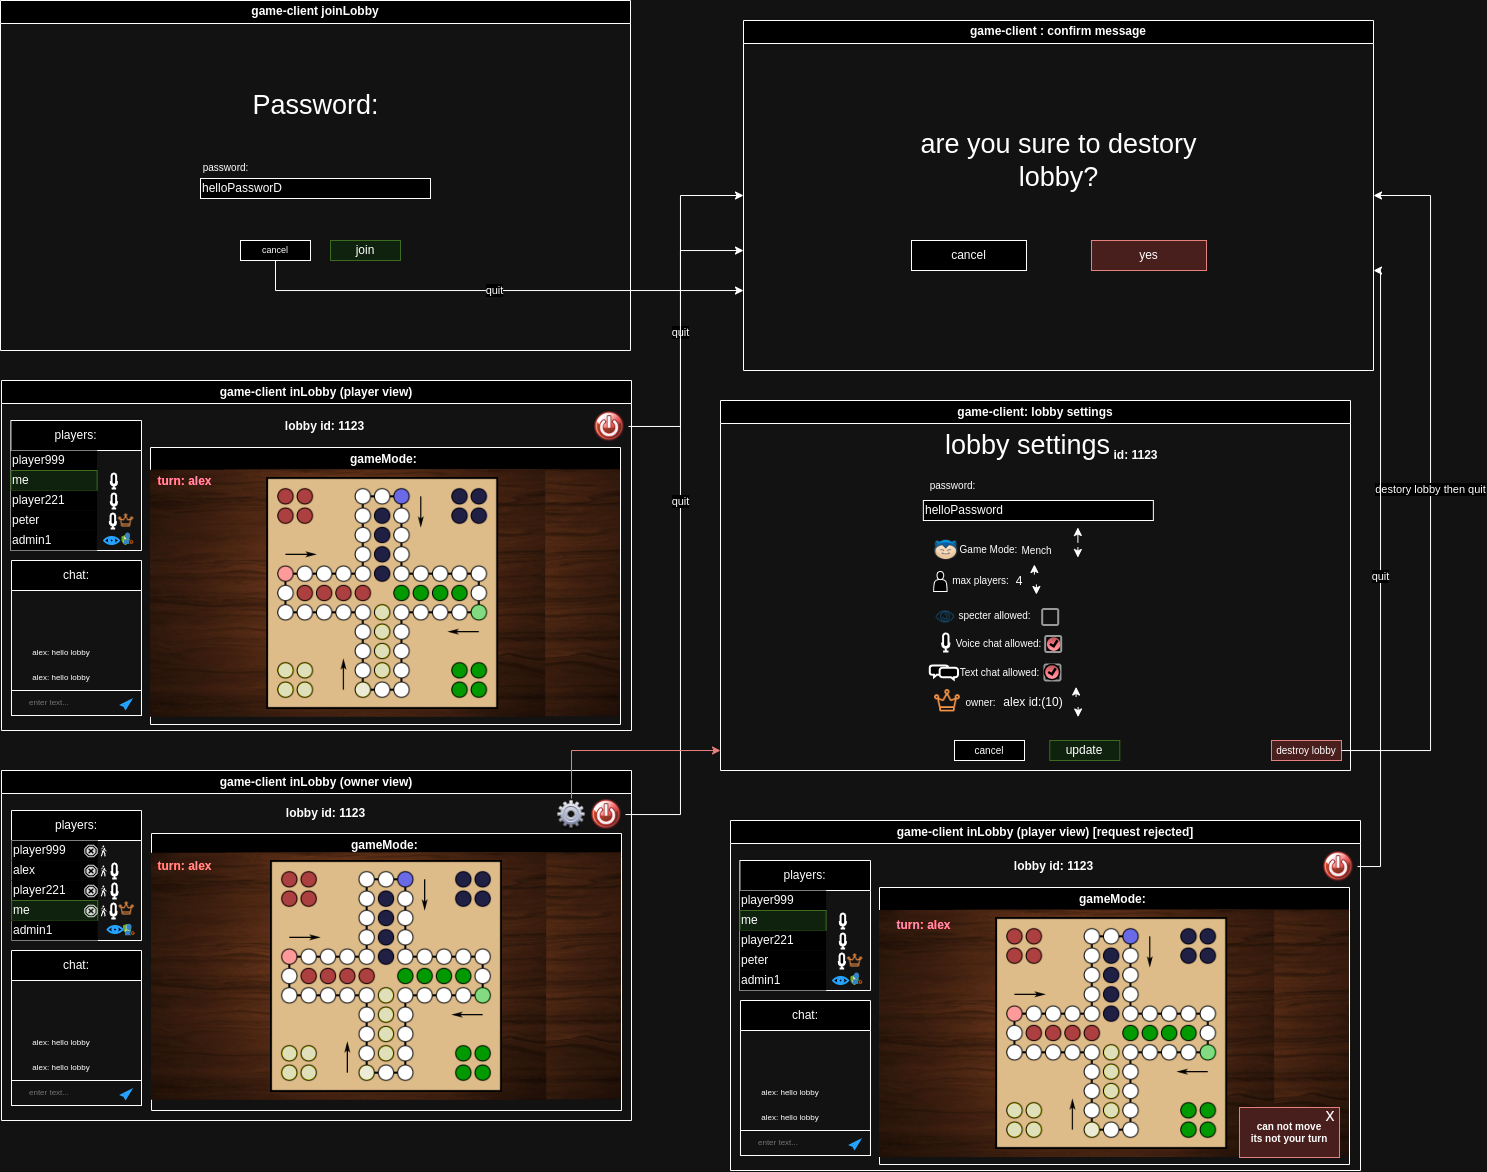 game-client joinLobby
Password:
password:
helloPassworD
cancel
join
quit
game-client : confirm message
are you sure to destory
lobby?
cancel
yes
quit
quit
game-client inLobby (player view)
lobby id: 1123
players:
player999
me
player221
peter
admin1
chat:
alex: hello lobby
alex: hello lobby
enter text...
gameMode:
turn: alex
game-client: lobby settings
lobby settings id: 1123
password:
helloPassword
Game Mode: Mench
max players: 4
specter allowed:
Voice chat allowed:
Text chat allowed:
owner: alex id:(10)
cancel
update
destroy lobby
destory lobby then quit
quit
game-client inLobby (owner view)
lobby id: 1123
players:
player999
alex
player221
me
admin1
chat:
alex: hello lobby
alex: hello lobby
enter text...
gameMode:
turn: alex
game-client inLobby (player view) [request rejected]
lobby id: 1123
players:
player999
me
player221
peter
admin1
chat:
alex: hello lobby
alex: hello lobby
enter text...
gameMode:
turn: alex
X
can not move
its not your turn